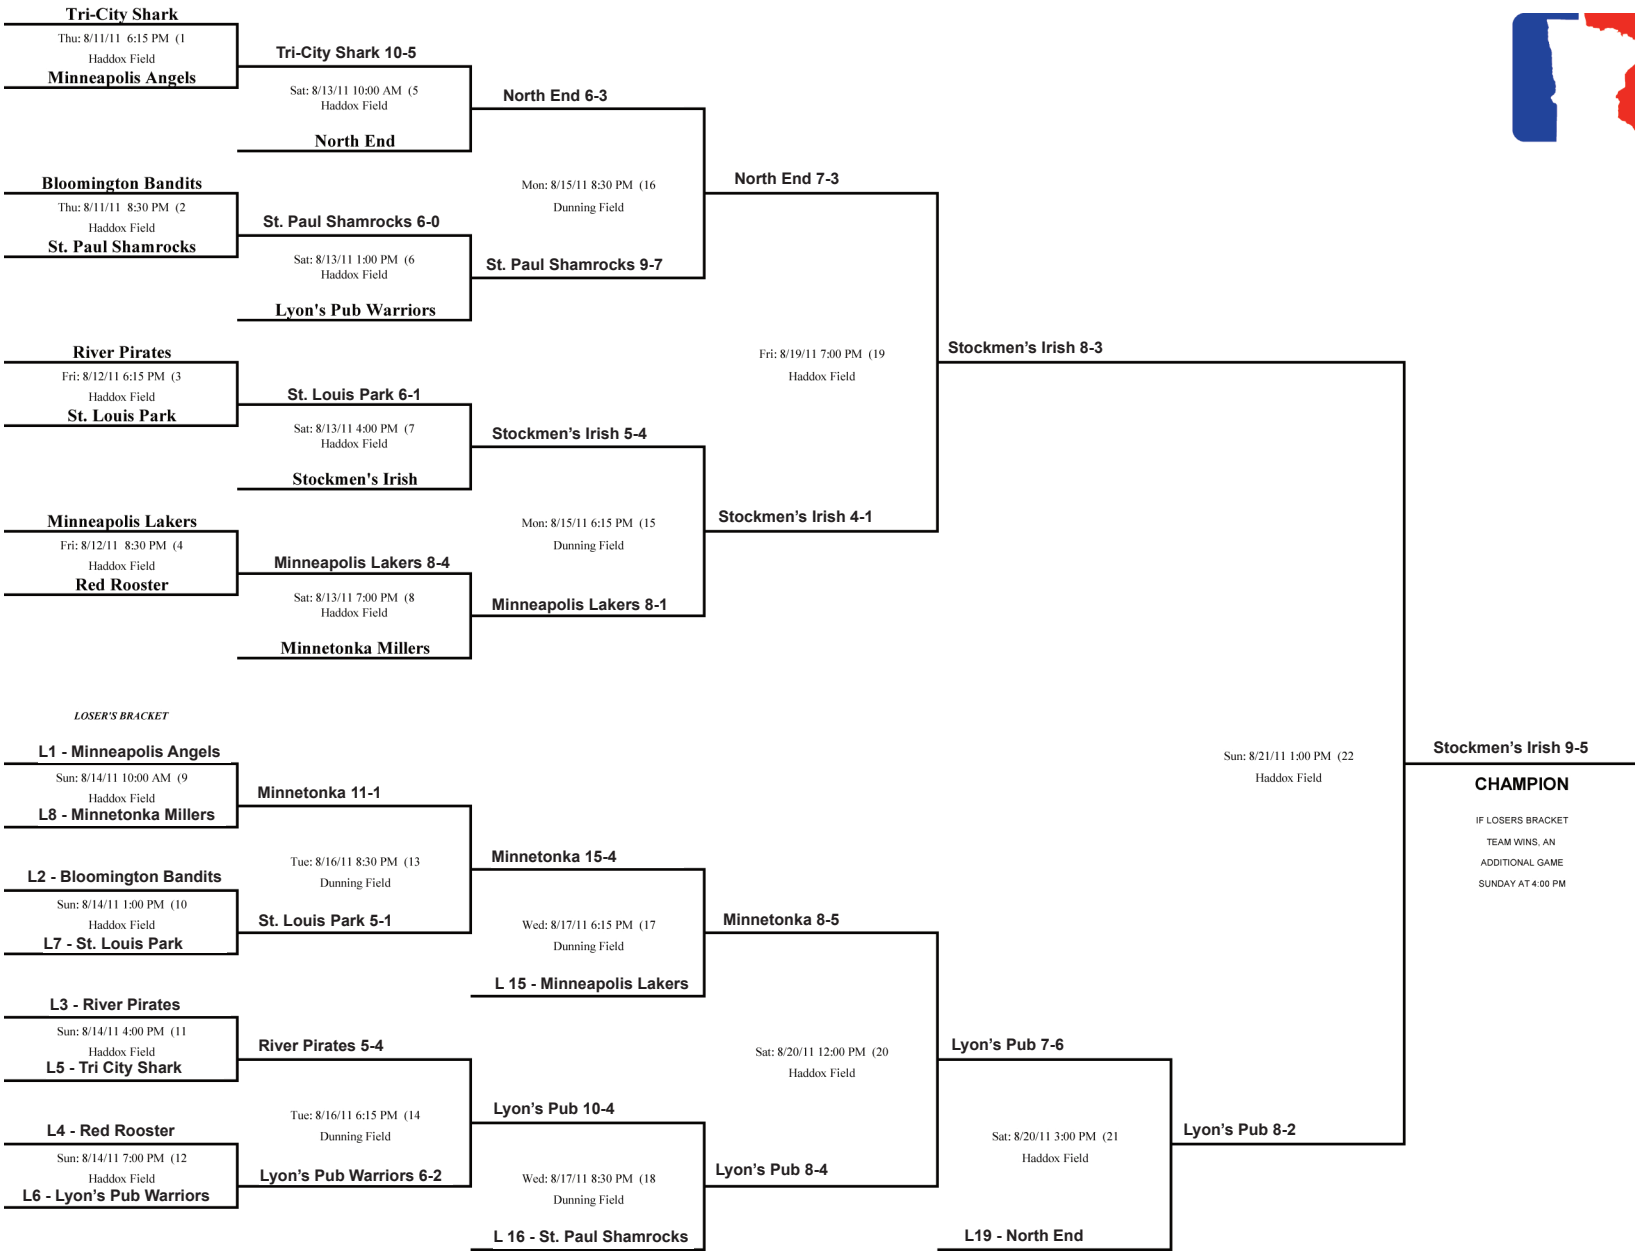 Tri-City Shark
Thu: 8/11/11 6:15 PM (1
Haddox Field
Minneapolis Angels
Tri-City Shark 10-5
Sat: 8/13/11 10:00 AM (5
Haddox Field
North End
North End 6-3
Bloomington Bandits
Thu: 8/11/11 8:30 PM (2
Haddox Field
St. Paul Shamrocks
St. Paul Shamrocks 6-0
Sat: 8/13/11 1:00 PM (6
Haddox Field
Lyon's Pub Warriors
St. Paul Shamrocks 9-7
Mon: 8/15/11 8:30 PM (16
Dunning Field
North End 7-3
River Pirates
Fri: 8/12/11 6:15 PM (3
Haddox Field
St. Louis Park
St. Louis Park 6-1
Sat: 8/13/11 4:00 PM (7
Haddox Field
Stockmen's Irish
Stockmen's Irish 5-4
Minneapolis Lakers
Fri: 8/12/11 8:30 PM (4
Haddox Field
Red Rooster
Minneapolis Lakers 8-4
Sat: 8/13/11 7:00 PM (8
Haddox Field
Minnetonka Millers
Minneapolis Lakers 8-1
Mon: 8/15/11 6:15 PM (15
Dunning Field
Stockmen's Irish 4-1
Fri: 8/19/11 7:00 PM (19
Haddox Field
Stockmen's Irish 8-3
LOSER'S BRACKET
L1 - Minneapolis Angels
Sun: 8/14/11 10:00 AM (9
Haddox Field
L8 - Minnetonka Millers
Minnetonka 11-1
L2 - Bloomington Bandits
Sun: 8/14/11 1:00 PM (10
Haddox Field
L7 - St. Louis Park
St. Louis Park 5-1
Tue: 8/16/11 8:30 PM (13
Dunning Field
Minnetonka 15-4
Wed: 8/17/11 6:15 PM (17
Dunning Field
L 15 - Minneapolis Lakers
Minnetonka 8-5
L3 - River Pirates
Sun: 8/14/11 4:00 PM (11
Haddox Field
L5 - Tri City Shark
River Pirates 5-4
L4 - Red Rooster
Sun: 8/14/11 7:00 PM (12
Haddox Field
L6 - Lyon's Pub Warriors
Lyon's Pub Warriors 6-2
Tue: 8/16/11 6:15 PM (14
Dunning Field
Lyon's Pub 10-4
Wed: 8/17/11 8:30 PM (18
Dunning Field
L 16 - St. Paul Shamrocks
Lyon's Pub 8-4
Sat: 8/20/11 12:00 PM (20
Haddox Field
Lyon's Pub 7-6
Sat: 8/20/11 3:00 PM (21
Haddox Field
L19 - North End
Lyon's Pub 8-2
Sun: 8/21/11 1:00 PM (22
Haddox Field
Stockmen's Irish 9-5
CHAMPION
IF LOSERS BRACKET
TEAM WINS, AN
ADDITIONAL GAME
SUNDAY AT 4:00 PM